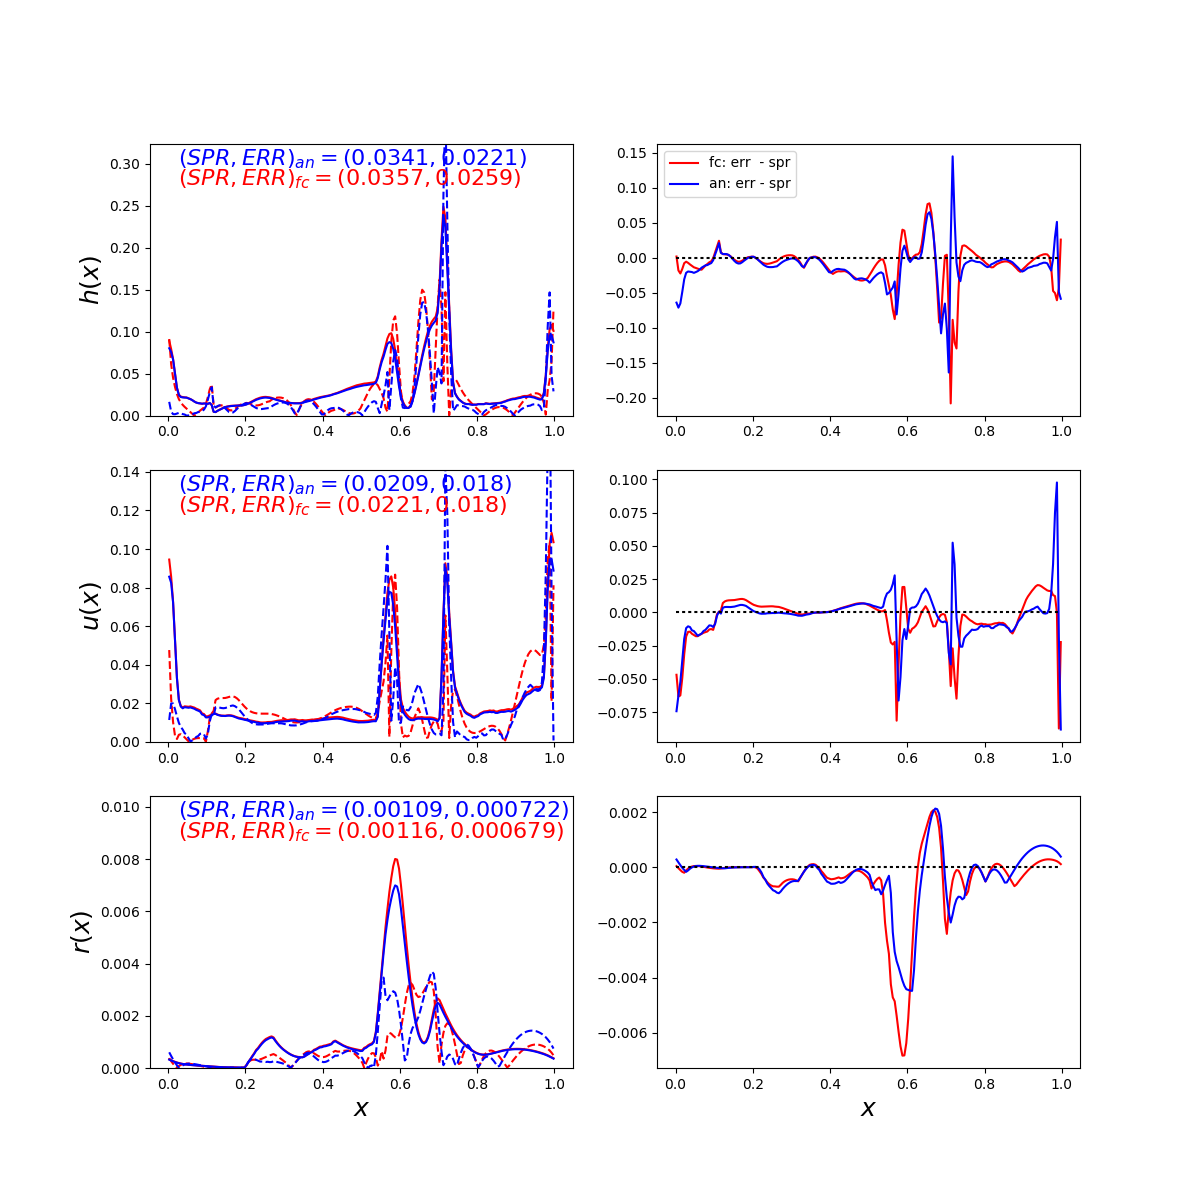 (SPR, ERR)an = (0.0341, 0.0221)
(SPR, ERR)fc = (0.0357, 0.0259)
h(x)
0.30
0.25
0.20
0.15
0.10
0.05
0.00
0.0 0.2 0.4 0.6 0.8 1.0
fc: err - spr
an: err - spr
0.15
0.10
0.05
0.00
−0.05
−0.10
−0.15
−0.20
0.0 0.2 0.4 0.6 0.8 1.0
(SPR, ERR)an = (0.0209, 0.018)
(SPR, ERR)fc = (0.0221, 0.018)
u(x)
0.14
0.12
0.10
0.08
0.06
0.04
0.02
0.00
0.0 0.2 0.4 0.6 0.8 1.0
0.100
0.075
0.050
0.025
0.000
−0.025
−0.050
−0.075
0.0 0.2 0.4 0.6 0.8 1.0
(SPR, ERR)an = (0.00109, 0.000722)
(SPR, ERR)fc = (0.00116, 0.000679)
r(x)
0.010
0.008
0.006
0.004
0.002
0.000
0.0 0.2 0.4 0.6 0.8 1.0
x
0.002
0.000
−0.002
−0.004
−0.006
0.0 0.2 0.4 0.6 0.8 1.0
x